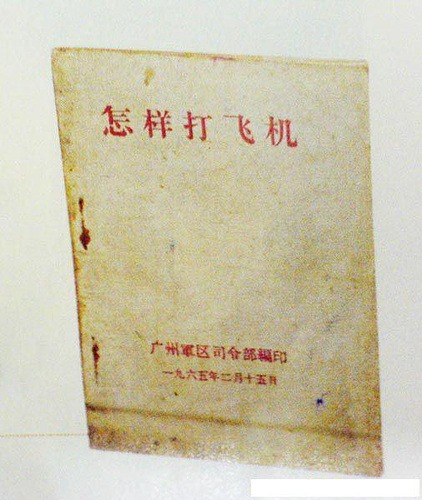 怎样打飞机
广州軍区司令部編印
一九六五年二月十五日